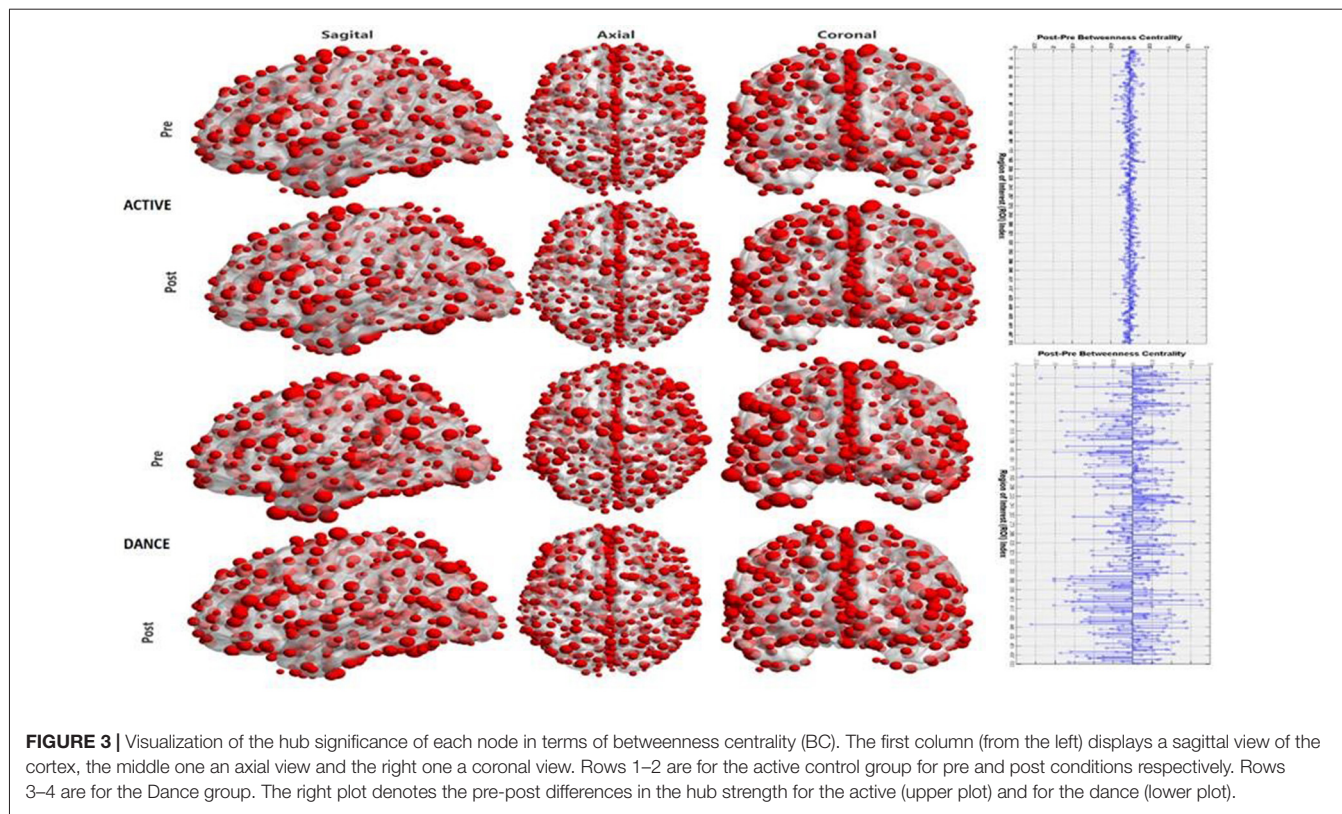 Sagital
Axial
Coronal
Post-Pre Betweenness Centrality
Pre
Region of Interest (ROI) Index
ACTIVE
Post
Post-Pre Betweenness Centrality
Pre
Region of Interest (ROI) Index
DANCE
Post
FIGURE 3 | Visualization of the hub significance of each node in terms of betweenness centrality (BC). The first column (from the left) displays a sagittal view of the
cortex, the middle one an axial view and the right one a coronal view. Rows 1–2 are for the active control group for pre and post conditions respectively. Rows
3–4 are for the Dance group. The right plot denotes the pre-post differences in the hub strength for the active (upper plot) and for the dance (lower plot).